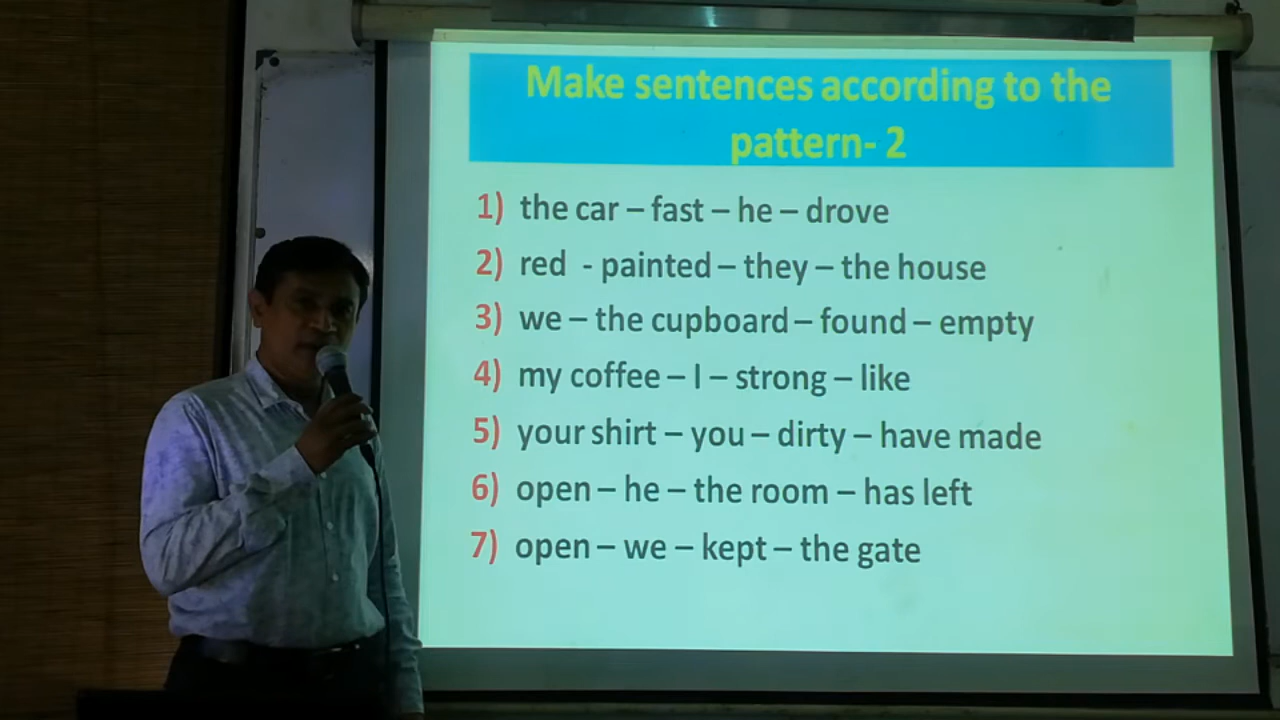 Make sentences according to the
pattern- 2
1) the car – fast – he – drove
2) red - painted – they – the house
3) we – the cupboard – found – empty
4) my coffee – I – strong – like
5) your shirt – you – dirty – have made
6) open – he – the room – has left
7) open – we – kept – the gate